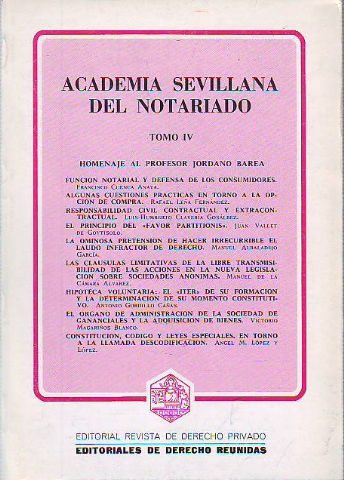 ACADEMIA SEVILLANA
DEL NOTARIADO
TOMO IV
HOMENAJE AL PROFESOR JORDANO BAREA
FUNCION NOTARIAL Y DEFENSA DE LOS CONSUMIDORES.
FRANCISCO CUENCA ANAYA.
ALGUNAS CUESTIONES PRACTICAS EN TORNO A LA OP-
CION DE COMPRA. RAFAEL LEÑA FERNANDEZ.
RESPONSABILIDAD CIVIL CONTRACTUAL Y EXTRACON-
TRACTUAL. LUIS-HUMBERTO CLAVERIA GOSALBEZ.
EL PRINCIPIO DEL «FAVOR PARTITIONIS». JUAN VALLET
DE GOYTISOLO.
LA OMINOSA PRETENSION DE HACER IRRECURRIBLE EL
LAUDO INFRACTOR DE DERECHO. MANUEL ALBALADEJO
GARCÍA.
LAS CLAUSULAS LIMITATIVAS DE LA LIBRE TRANSMISI-
BILIDAD DE LAS ACCIONES EN LA NUEVA LEGISLA-
CION SOBRE SOCIEDADES ANONIMAS. MANUEL DE LA
CÁMARA ALVAREZ.
HIPOTECA VOLUNTARIA: EL «ITER» DE SU FORMACION
Y LA DETERMINACION DE SU MOMENTO CONSTITUTI-
VO. ANTONIO GORDILLO CAÑAS.
EL ORGANO DE ADMINISTRACION DE LA SOCIEDAD DE
GANANCIALES Y LA ADQUISICION DE BIENES. VICTORIO
MAGARIÑOS BLANCO.
CONSTITUCION, CODIGO Y LEYES ESPECIALES. EN TORNO
A LA LLAMADA DESCODIFICACION. ANGEL M. LÓPEZ Y
LÓPEZ.
EDITORIAL REVISTA DE DERECHO PRIVADO
EDITORIALES DE DERECHO REUNIDAS